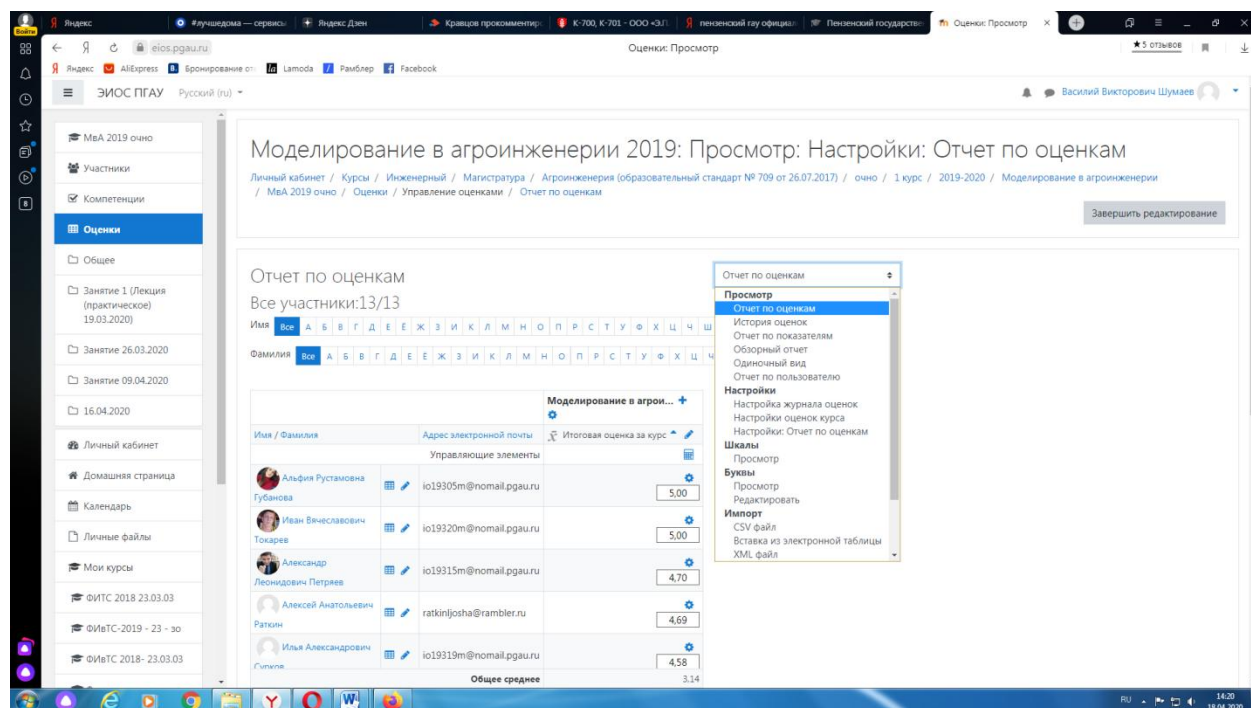 Войти
Яндекс
#лучшедома — сервисы
Яндекс Дзен
Кравцов прокомментир
К-700, К-701 - ООО «ЭЛ
пензенский гау официал
Пензенский государстве
Оценки: Просмотр
eios.pgau.ru
Оценки: Просмотр
★5 отзывов
Яндекс AliExpress Бронирование от Lamoda Рамблер Facebook
ЭИОС ПГАУ Русский (ru)
Василий Викторович Шумаев
МвА 2019 очно
Участники
Компетенции
Оценки
Общее
Занятие 1 (Лекция
(практическое)
19.03.2020)
Занятие 26.03.2020
Занятие 09.04.2020
16.04.2020
Личный кабинет
Домашняя страница
Календарь
Личные файлы
Мои курсы
ФИТС 2018 23.03.03
ФИвТС-2019 - 23 - зо
ФИвТС 2018- 23.03.03
Моделирование в агроинженерии 2019: Просмотр: Настройки: Отчет по оценкам
Личный кабинет / Курсы / Инженерный / Магистратура / Агроинженерия (образовательный стандарт № 709 от 26.07.2017) / очно / 1 курс / 2019-2020 / Моделирование в агроинженерии
/ МвА 2019 очно / Оценки / Управление оценками / Отчет по оценкам
Завершить редактирование
Отчет по оценкам
Все участники:13/13
Имя Все А Б В Г Д Е Ё Ж З И К Л М Н О П Р С Т У Ф Х Ц Ч Ш
Фамилия Все А Б В Г Д Е Ё Ж З И К Л М Н О П Р С Т У Ф Х Ц Ч
Моделирование в агрои...
Имя / Фамилия Адрес электронной почты Итоговая оценка за курс
Управляющие элементы
Альфия Рустамовна
Губанова
io19305m@nomail.pgau.ru
5,00
Иван Вячеславович
Токарев
io19320m@nomail.pgau.ru
5,00
Александр
Леонидович Петряев
io19315m@nomail.pgau.ru
4,70
Алексей Анатольевич
Раткин
ratkinljosha@rambler.ru
4,69
Илья Александрович
Сурков
io19319m@nomail.pgau.ru
4,58
Общее среднее 3,14
Отчет по оценкам
Просмотр
Отчет по оценкам
История оценок
Отчет по показателям
Обзорный отчет
Одиночный вид
Отчет по пользователю
Настройки
Настройка журнала оценок
Настройки оценок курса
Настройки: Отчет по оценкам
Шкалы
Просмотр
Буквы
Просмотр
Редактировать
Импорт
CSV файл
Вставка из электронной таблицы
XML файл
RU
14:20
18.04.2020